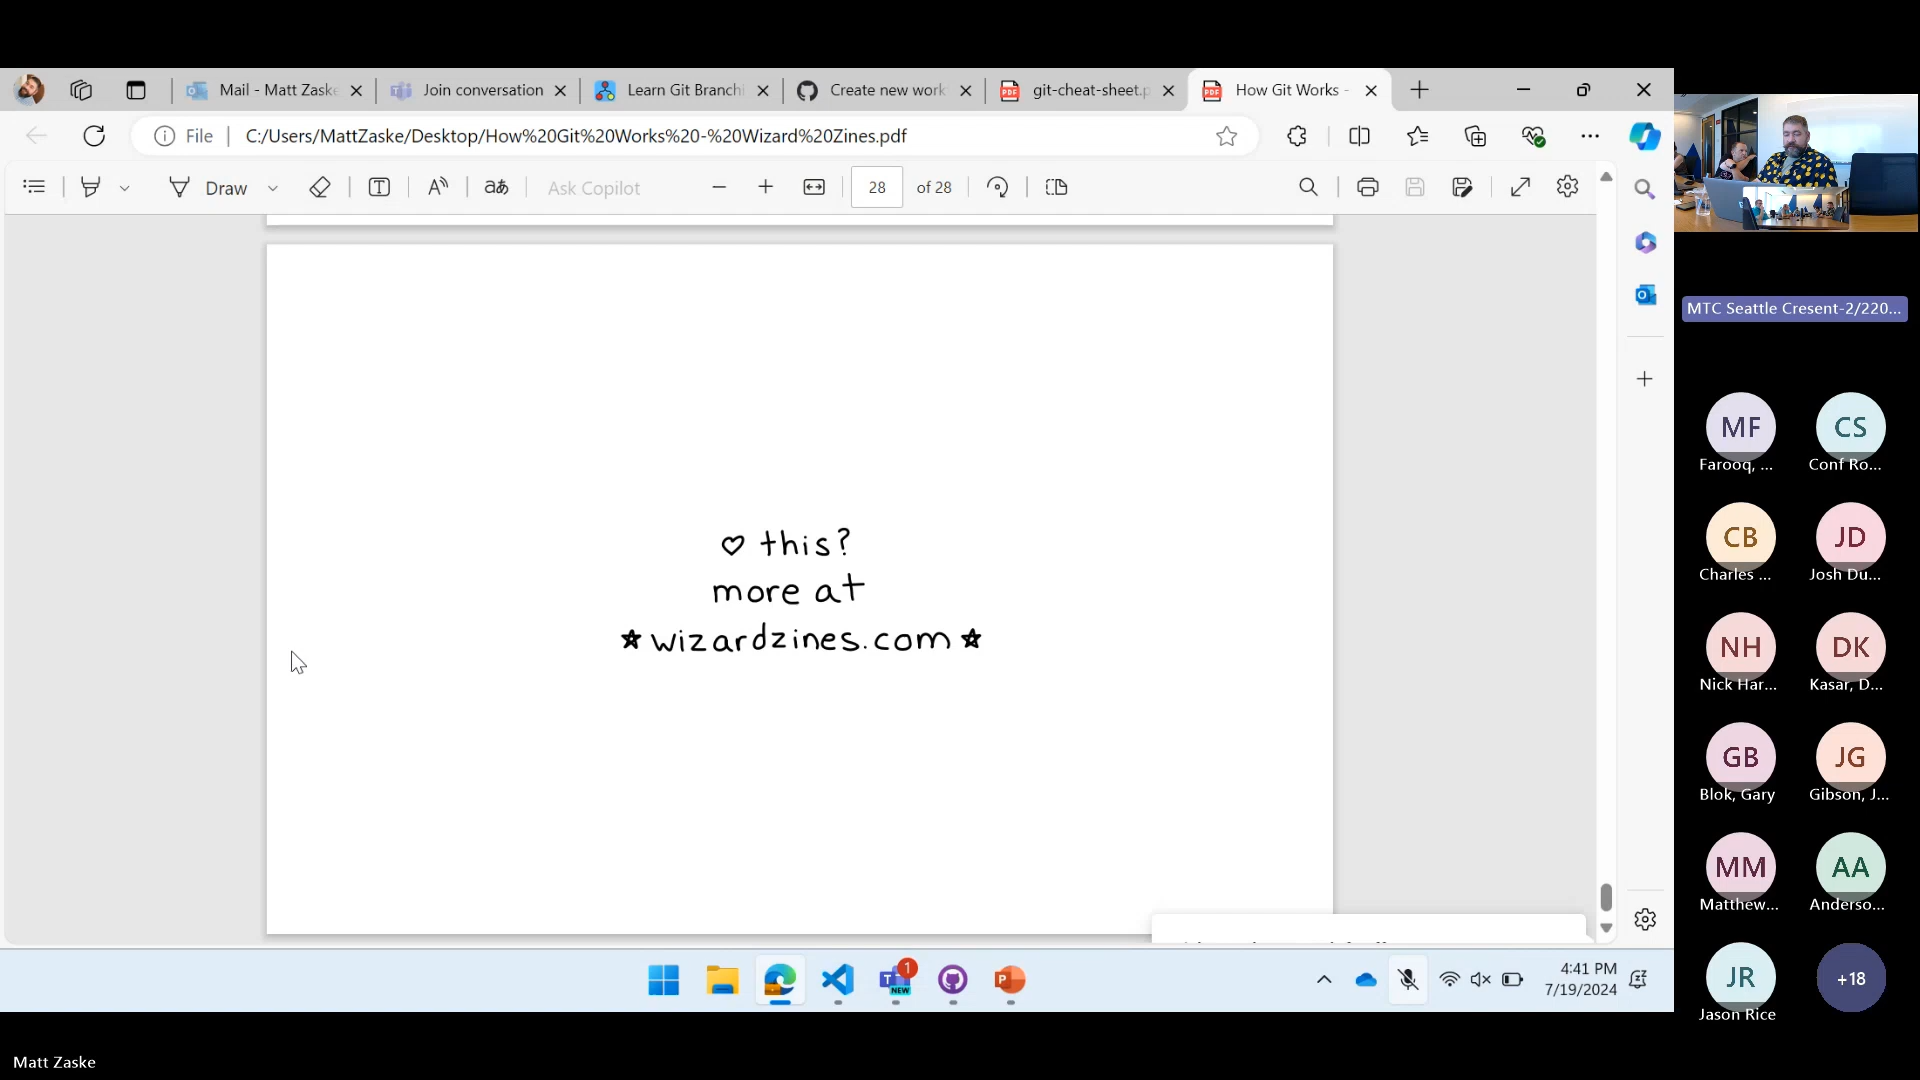 Mail - Matt Zaske
Join conversation
Learn Git Branchi
Create new work
git-cheat-sheet.p
How Git Works -
File
C:/Users/MattZaske/Desktop/How%20Git%20Works%20-%20Wizard%20Zines.pdf
Draw
aあ
Ask Copilot
28
of 28
♡ this?
more at
★ wizardzines.com ★
MTC Seattle Cresent-2/220...
MF
CS
Farooq, ...
Conf Ro...
CB
JD
Charles ...
Josh Du...
NH
DK
Nick Har...
Kasar, D...
GB
JG
Blok, Gary
Gibson, J...
MM
AA
Matthew...
Anderso...
JR
+18
Jason Rice
1
NEW
4:41 PM
7/19/2024
Matt Zaske